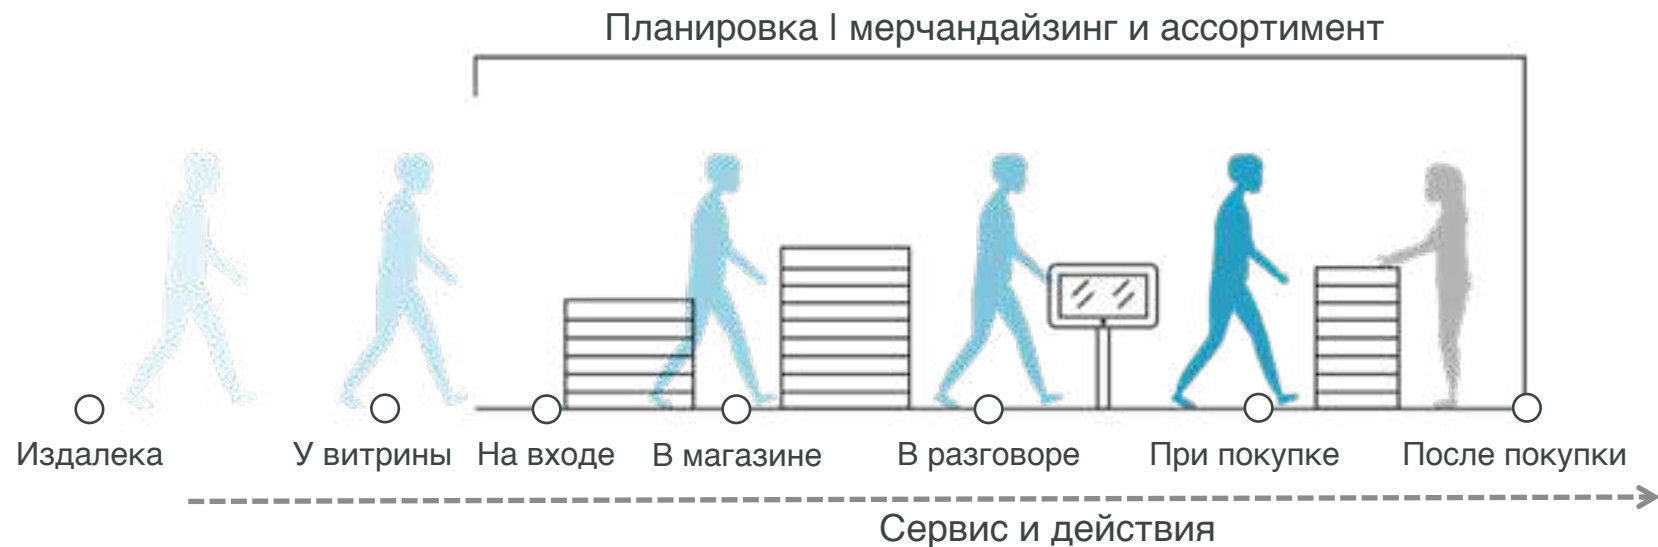 Планировка | мерчандайзинг и ассортимент
Издалека
У витрины
На входе
В магазине
В разговоре
При покупке
После покупки
Сервис и действия